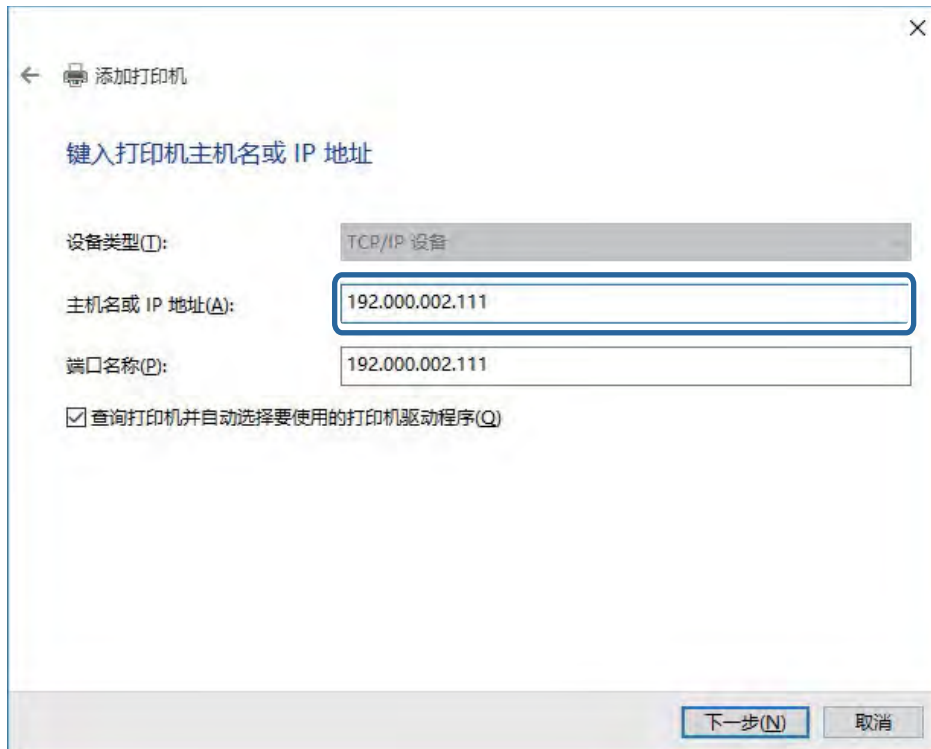 添加打印机
键入打印机主机名或 IP 地址
设备类型(T): TCP/IP 设备
主机名或 IP 地址(A): 192.000.002.111
端口名称(P): 192.000.002.111
查询打印机并自动选择要使用的打印机驱动程序(Q)
下一步(N) 取消